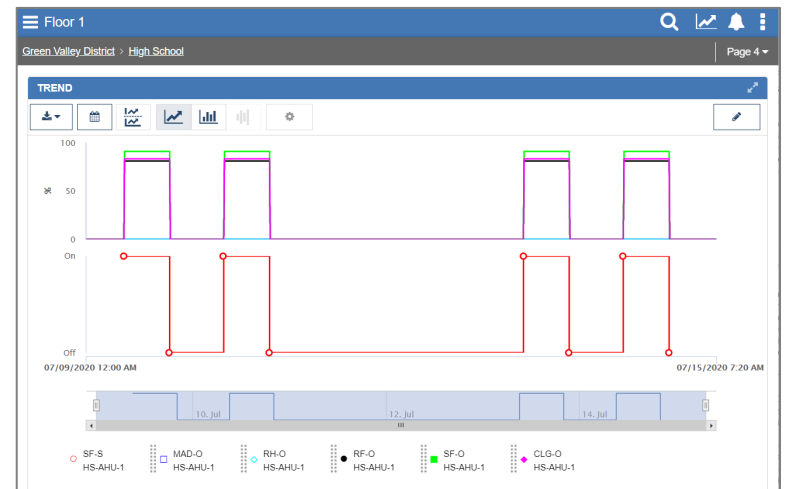 Floor 1
Green Valley District > High School
Page 4
TREND
100
%
50
0
On
Off
07/09/2020 12:00 AM
07/15/2020 7:20 AM
10. Jul
12. Jul
14. Jul
SF-S MAD-O RH-O RF-O SF-O CLG-O
HS-AHU-1 HS-AHU-1 HS-AHU-1 HS-AHU-1 HS-AHU-1 HS-AHU-1